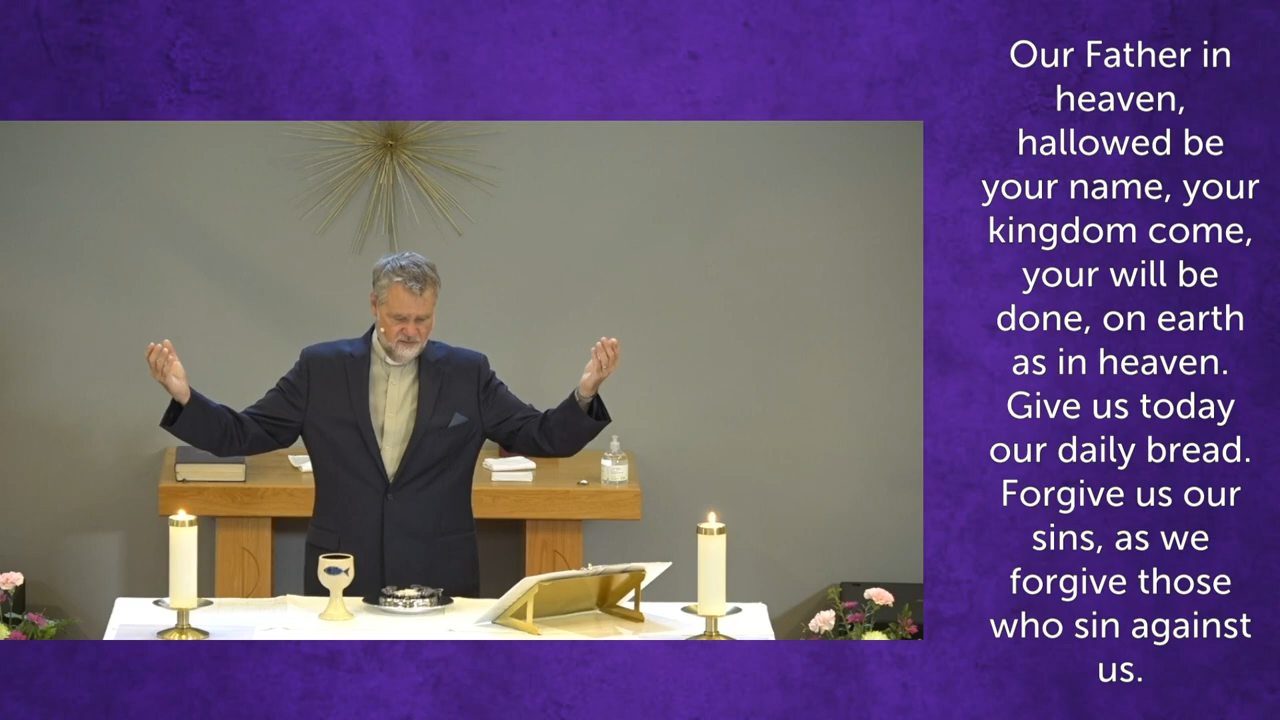 Our Father in
heaven,
hallowed be
your name, your
kingdom come,
your will be
done, on earth
as in heaven.
Give us today
our daily bread.
Forgive us our
sins, as we
forgive those
who sin against
us.